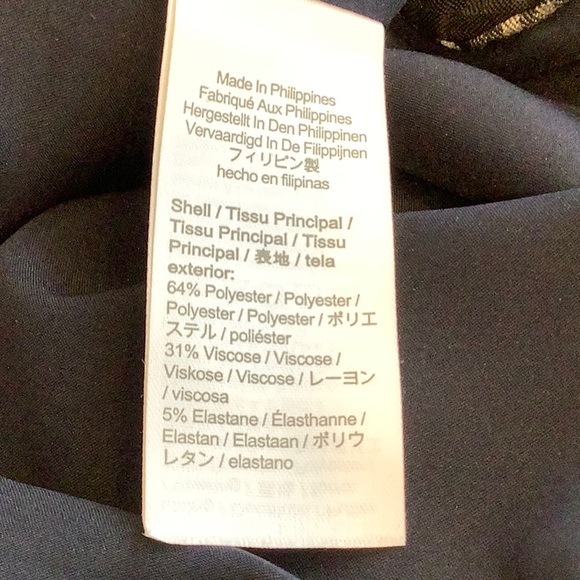 Made In Philippines
Fabriqué Aux Philippines
Hergestellt In Den Philippinen
Vervaardigd In De Filippijnen
フィリピン製
hecho en filipinas
Shell / Tissu Principal /
Tissu Principal / Tissu
Principal / 表地 / tela
exterior:
64% Polyester / Polyester /
Polyester / Polyester / ポリエ
ステル / poliéster
31% Viscose / Viscose /
Viskose / Viscose / レーヨン
/ viscosa
5% Elastane / Élasthanne /
Elastan / Elastaan / ポリウ
レタン / elastano